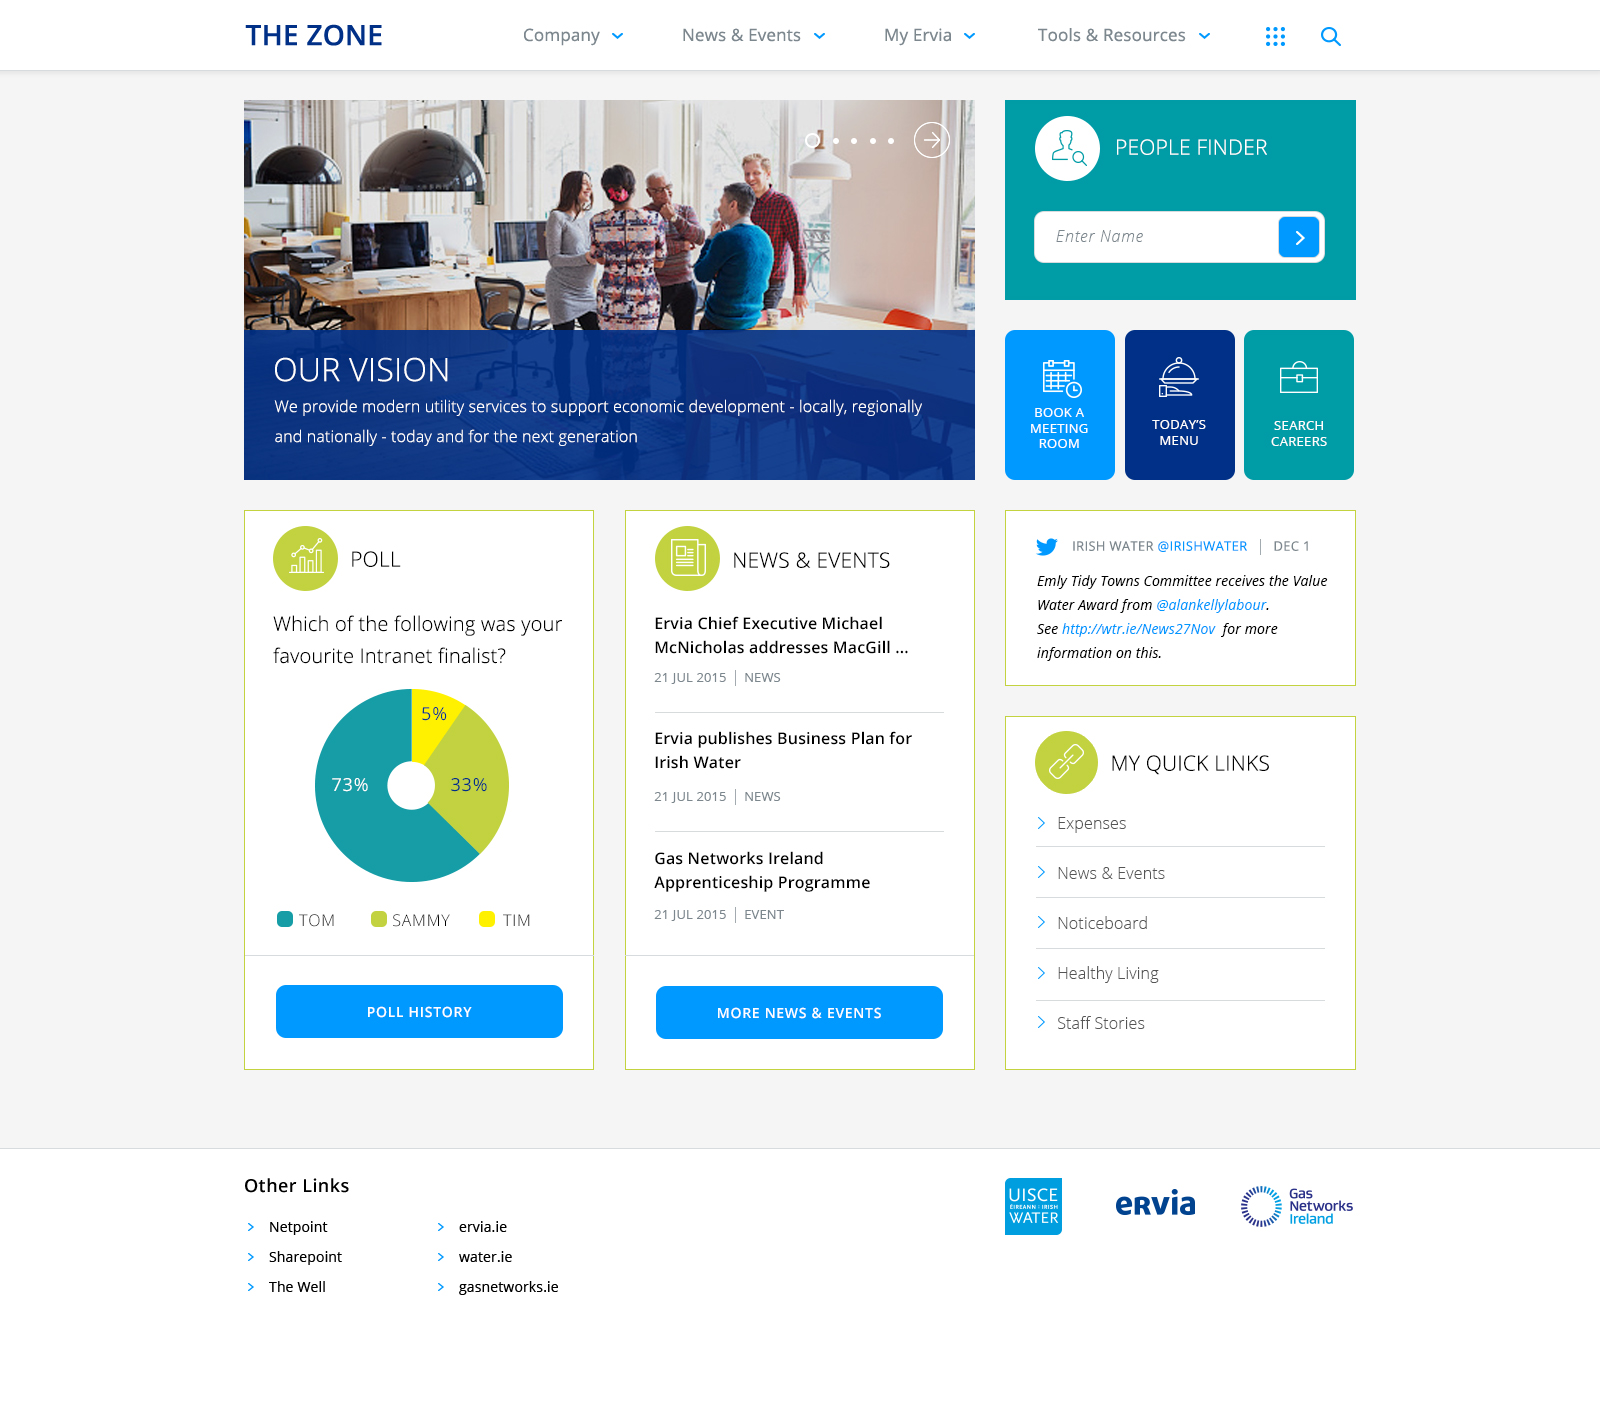 THE ZONE
Company
News & Events
My Ervia
Tools & Resources
OUR VISION
We provide modern utility services to support economic development - locally, regionally
and nationally - today and for the next generation
PEOPLE FINDER
Enter Name
BOOK A
MEETING
ROOM
TODAY'S
MENU
SEARCH
CAREERS
POLL
Which of the following was your
favourite Intranet finalist?
5%
73%
33%
TOM
SAMMY
TIM
POLL HISTORY
NEWS & EVENTS
Ervia Chief Executive Michael
McNicholas addresses MacGill ...
21 JUL 2015 | NEWS
Ervia publishes Business Plan for
Irish Water
21 JUL 2015 | NEWS
Gas Networks Ireland
Apprenticeship Programme
21 JUL 2015 | EVENT
MORE NEWS & EVENTS
IRISH WATER @IRISHWATER | DEC 1
Emly Tidy Towns Committee receives the Value
Water Award from @alankellylabour.
See http://wtr.ie/News27Nov for more
information on this.
MY QUICK LINKS
Expenses
News & Events
Noticeboard
Healthy Living
Staff Stories
Other Links
Netpoint
Sharepoint
The Well
ervia.ie
water.ie
gasnetworks.ie
UISCE
ÉIREANN : IRISH
WATER
ervia
Gas
Networks
Ireland